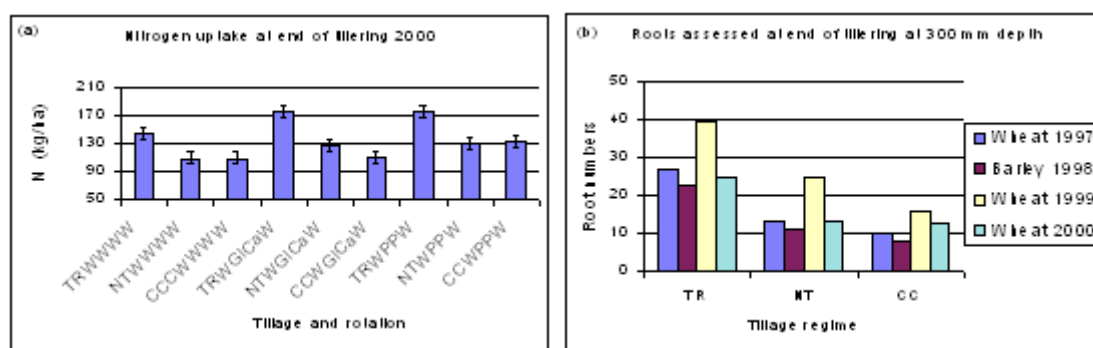 (a)
Nitrogen uptake at end of tillering 2000
N (kg/ha)
210
170
130
90
50
TRWWWW
NTWWWW
CCCWWWW
TRWGlCaW
NTWGlCaW
CCWGlCaW
TRWPPW
NTWPPW
CCWPPW
Tillage and rotation
(b)
Roots assessed at end of tillering at 300 mm depth
Root numbers
50
40
30
20
10
0
TR
NT
CC
Tillage regime
Wheat 1997
Barley 1998
Wheat 1999
Wheat 2000